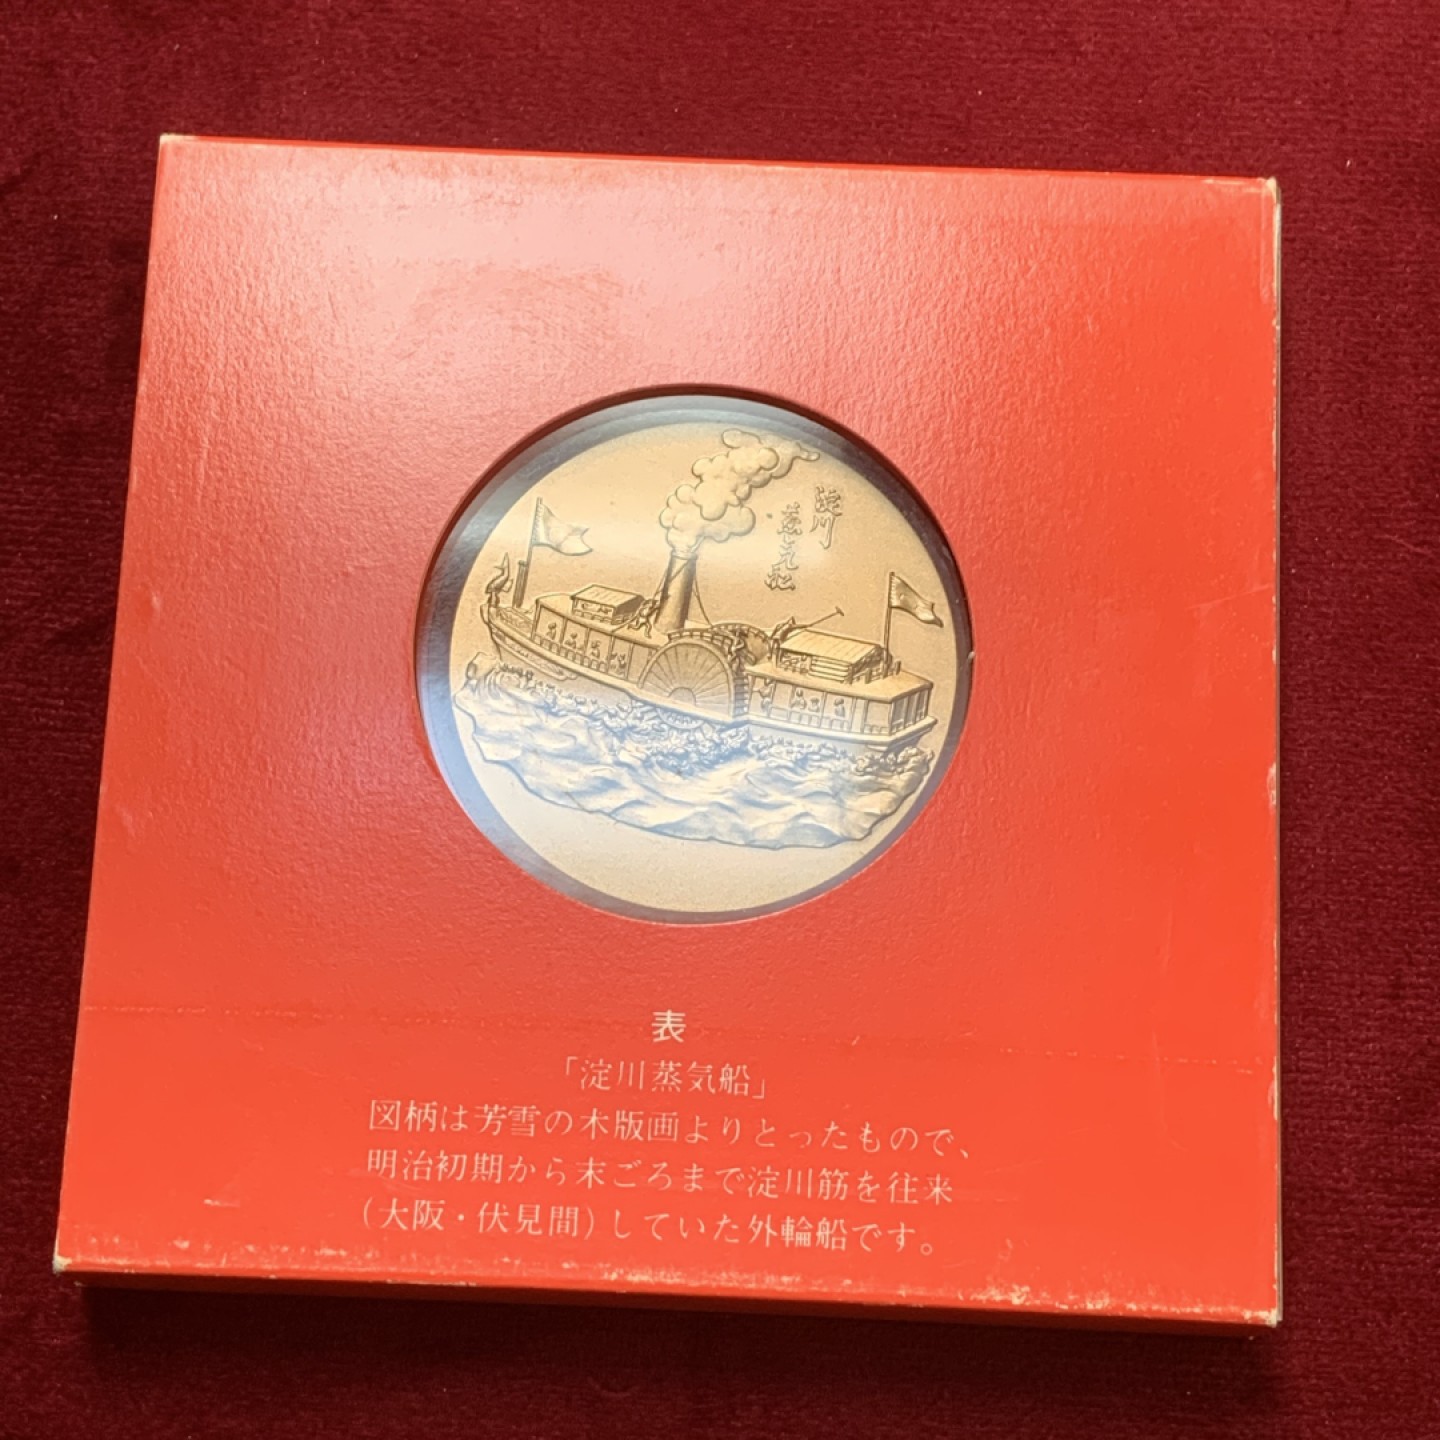 淀川
蒸気船
表
「淀川蒸気船」
図柄は芳雪の木版画よりとったもので、
明治初期から末ごろまで淀川筋を往来
(大阪・伏見間)していた外輪船です。